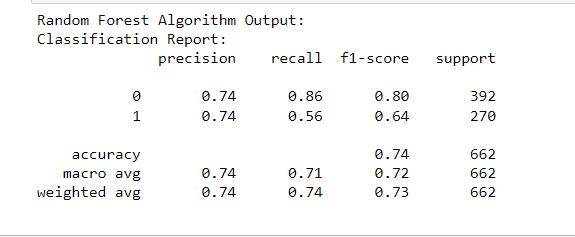 Random Forest Algorithm Output:
Classification Report:
precision recall f1-score support
0 0.74 0.86 0.80 392
1 0.74 0.56 0.64 270
accuracy 0.74 662
macro avg 0.74 0.71 0.72 662
weighted avg 0.74 0.74 0.73 662